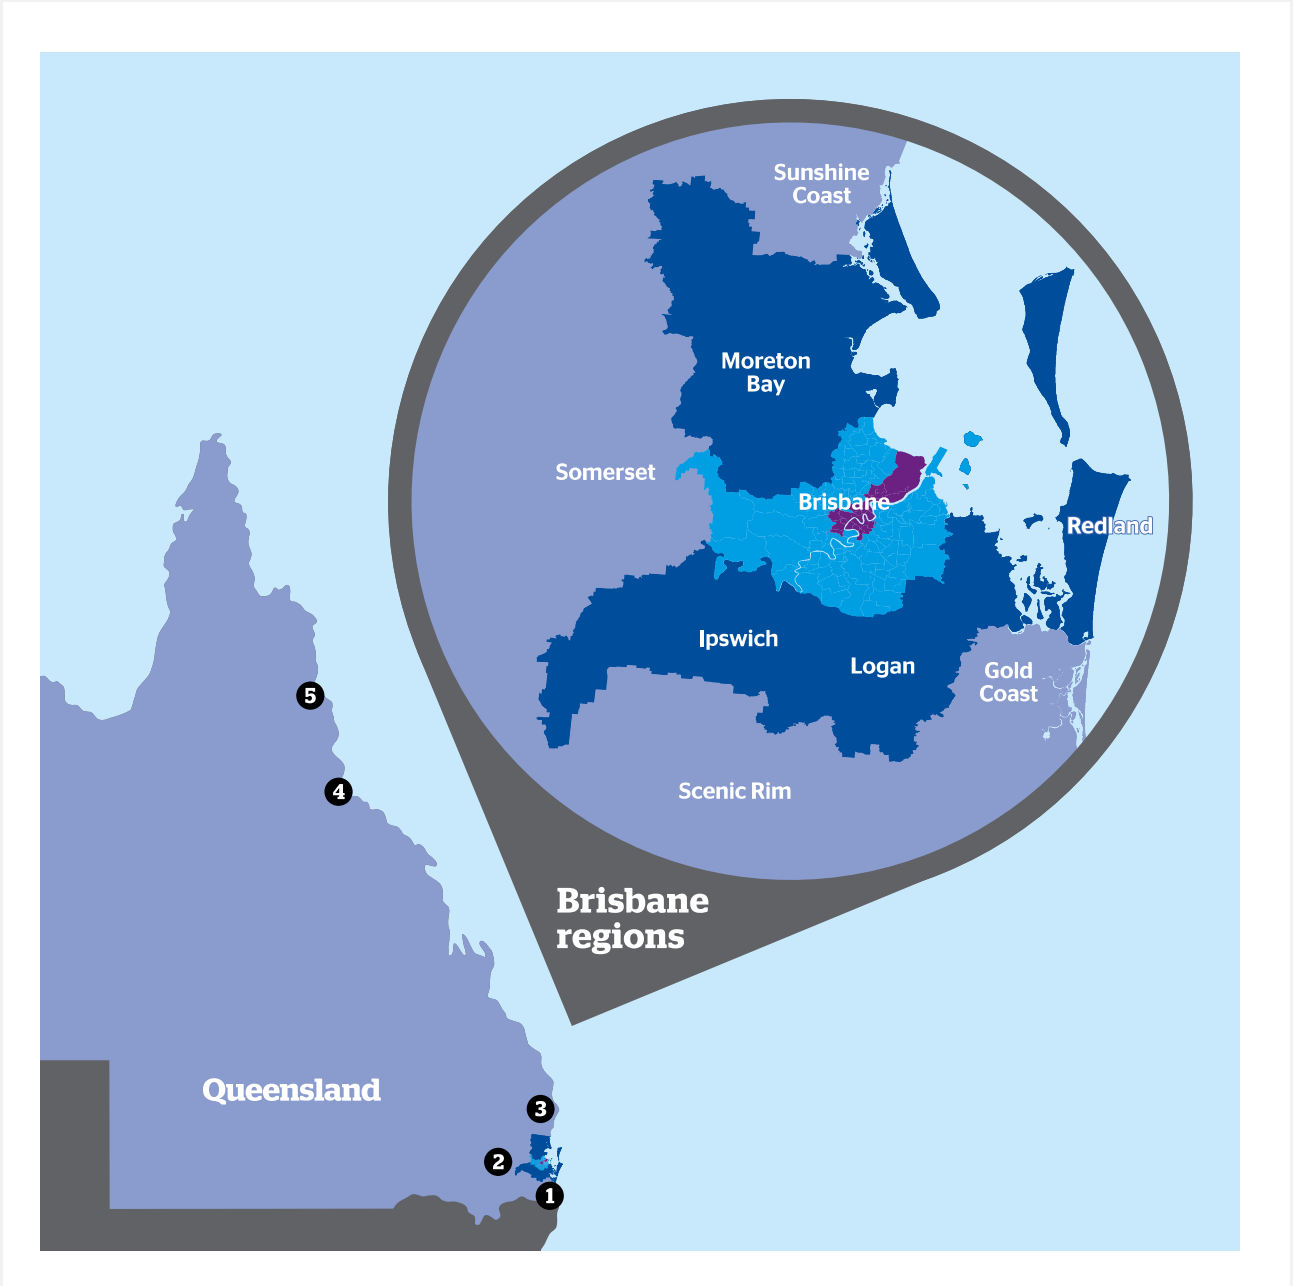 Sunshine
Coast
Moreton
Bay
Somerset
Brisbane
Redland
Ipswich
Logan
Gold
Coast
Scenic Rim
Brisbane
regions
5
4
Queensland
3
2
1